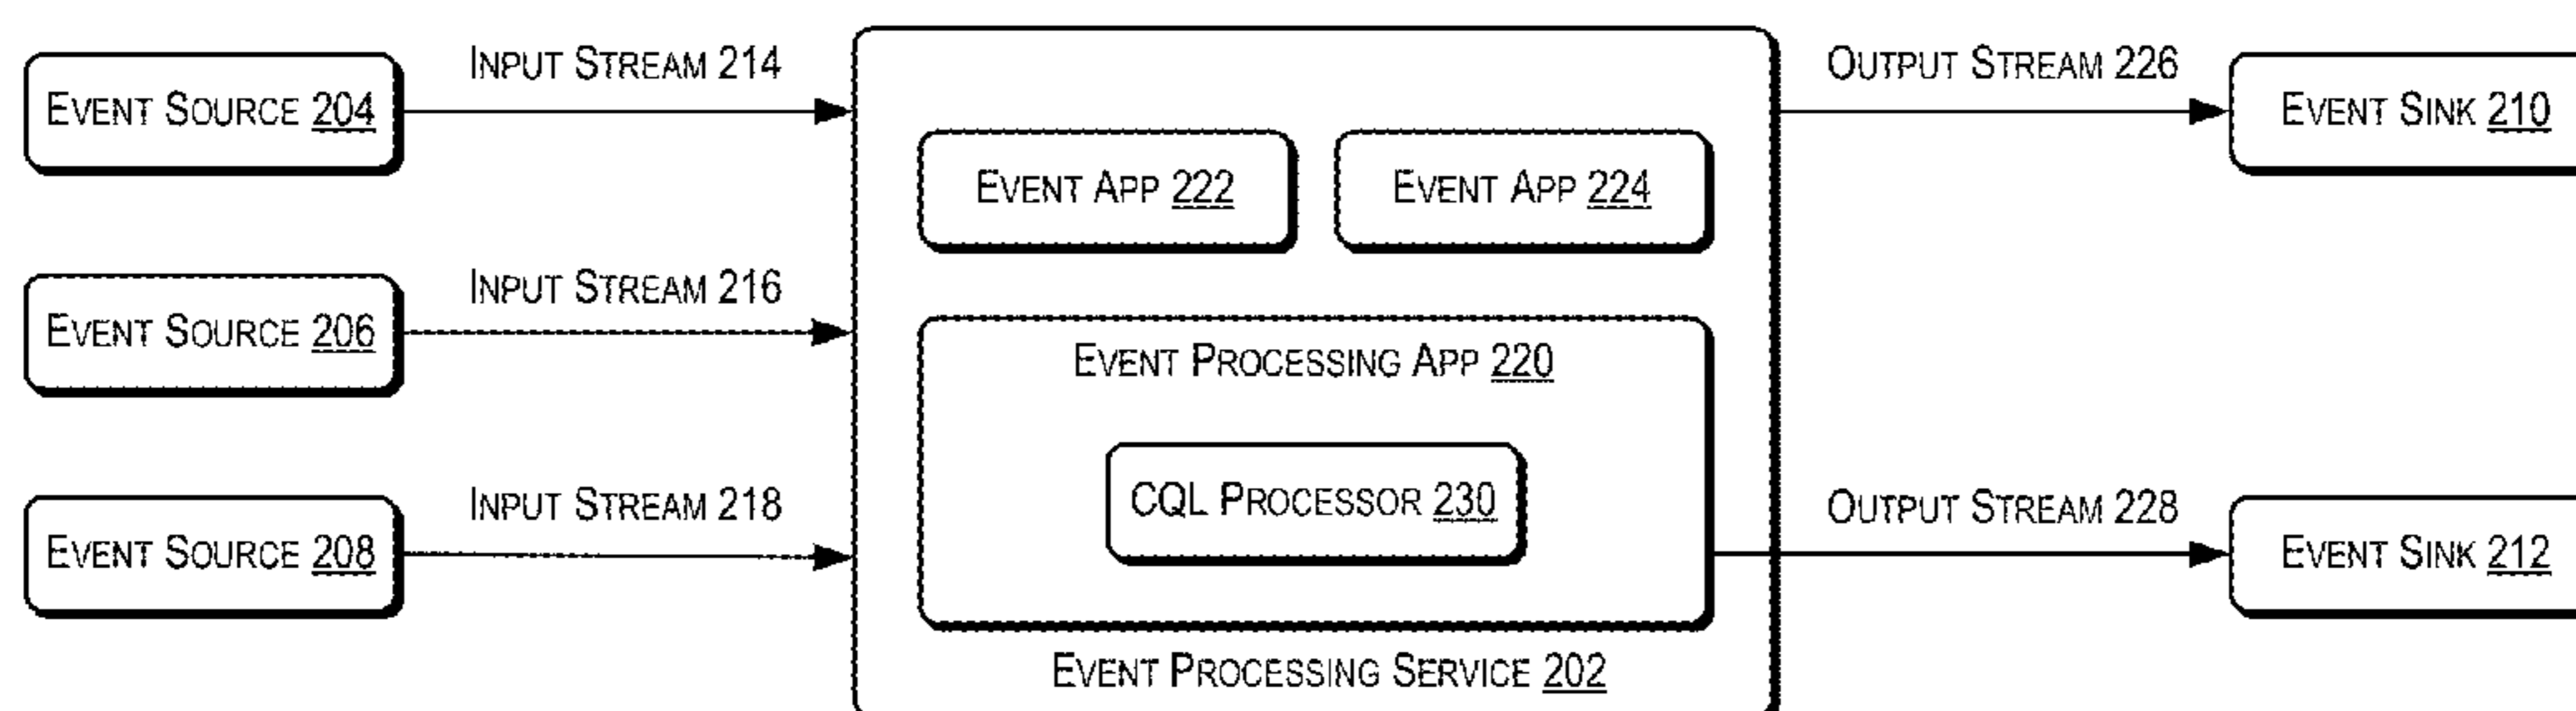 INPUT STREAM 214
OUTPUT STREAM 226
EVENT SOURCE 204
EVENT SINK 210
EVENT APP 222
EVENT APP 224
INPUT STREAM 216
EVENT SOURCE 206
EVENT PROCESSING APP 220
INPUT STREAM 218
CQL PROCESSOR 230
OUTPUT STREAM 228
EVENT SOURCE 208
EVENT SINK 212
EVENT PROCESSING SERVICE 202